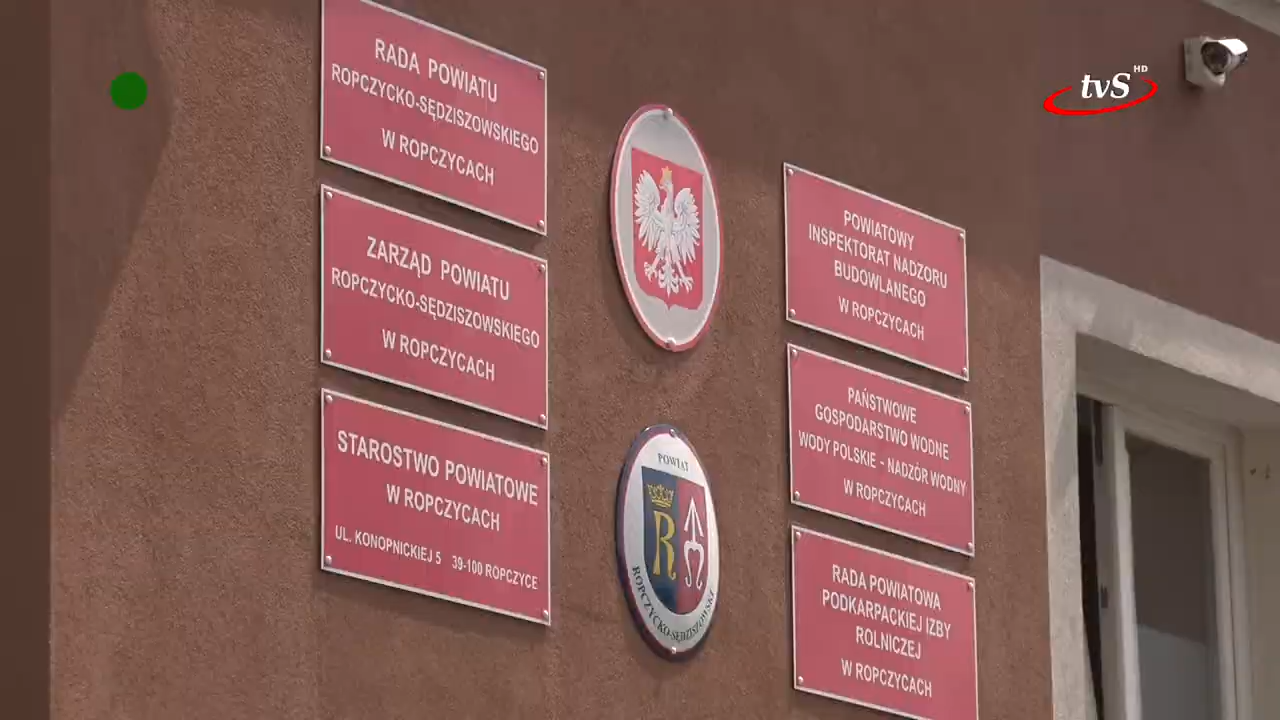 RADA POWIATU
ROPCZYCKO-SĘDZISZOWSKIEGO
W ROPCZYCACH
ZARZĄD POWIATU
ROPCZYCKO-SĘDZISZOWSKIEGO
W ROPCZYCACH
STAROSTWO POWIATOWE
W ROPCZYCACH
UL. KONOPNICKIEJ 5 39-100 ROPCZYCE
POWIAT
R
ROPCZYCKO-SĘDZISZOWSKI
tvS HD
POWIATOWY
INSPEKTORAT NADZORU
BUDOWLANEGO
W ROPCZYCACH
PAŃSTWOWE
GOSPODARSTWO WODNE
WODY POLSKIE - NADZÓR WODNY
W ROPCZYCACH
RADA POWIATOWA
PODKARPACKIEJ IZBY
ROLNICZEJ
W ROPCZYCACH